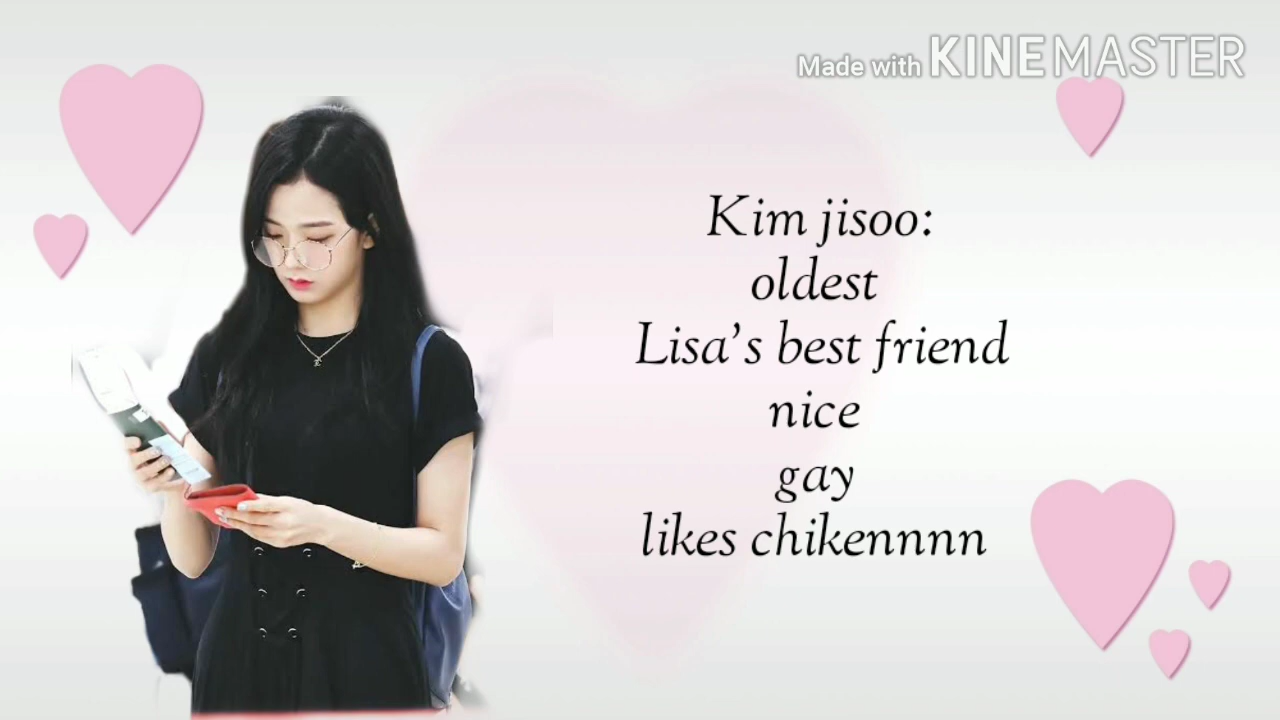 Made with KINEMASTER
Kim jisoo:
oldest
Lisa's best friend
nice
gay
likes chikennnn